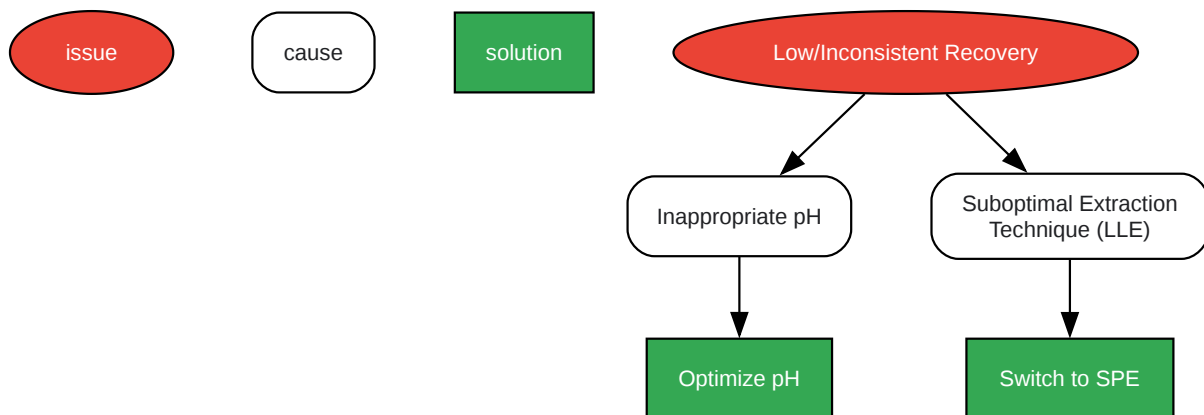 issue
cause
solution
Low/Inconsistent Recovery
Inappropriate pH
Suboptimal Extraction
Technique (LLE)
Optimize pH
Switch to SPE